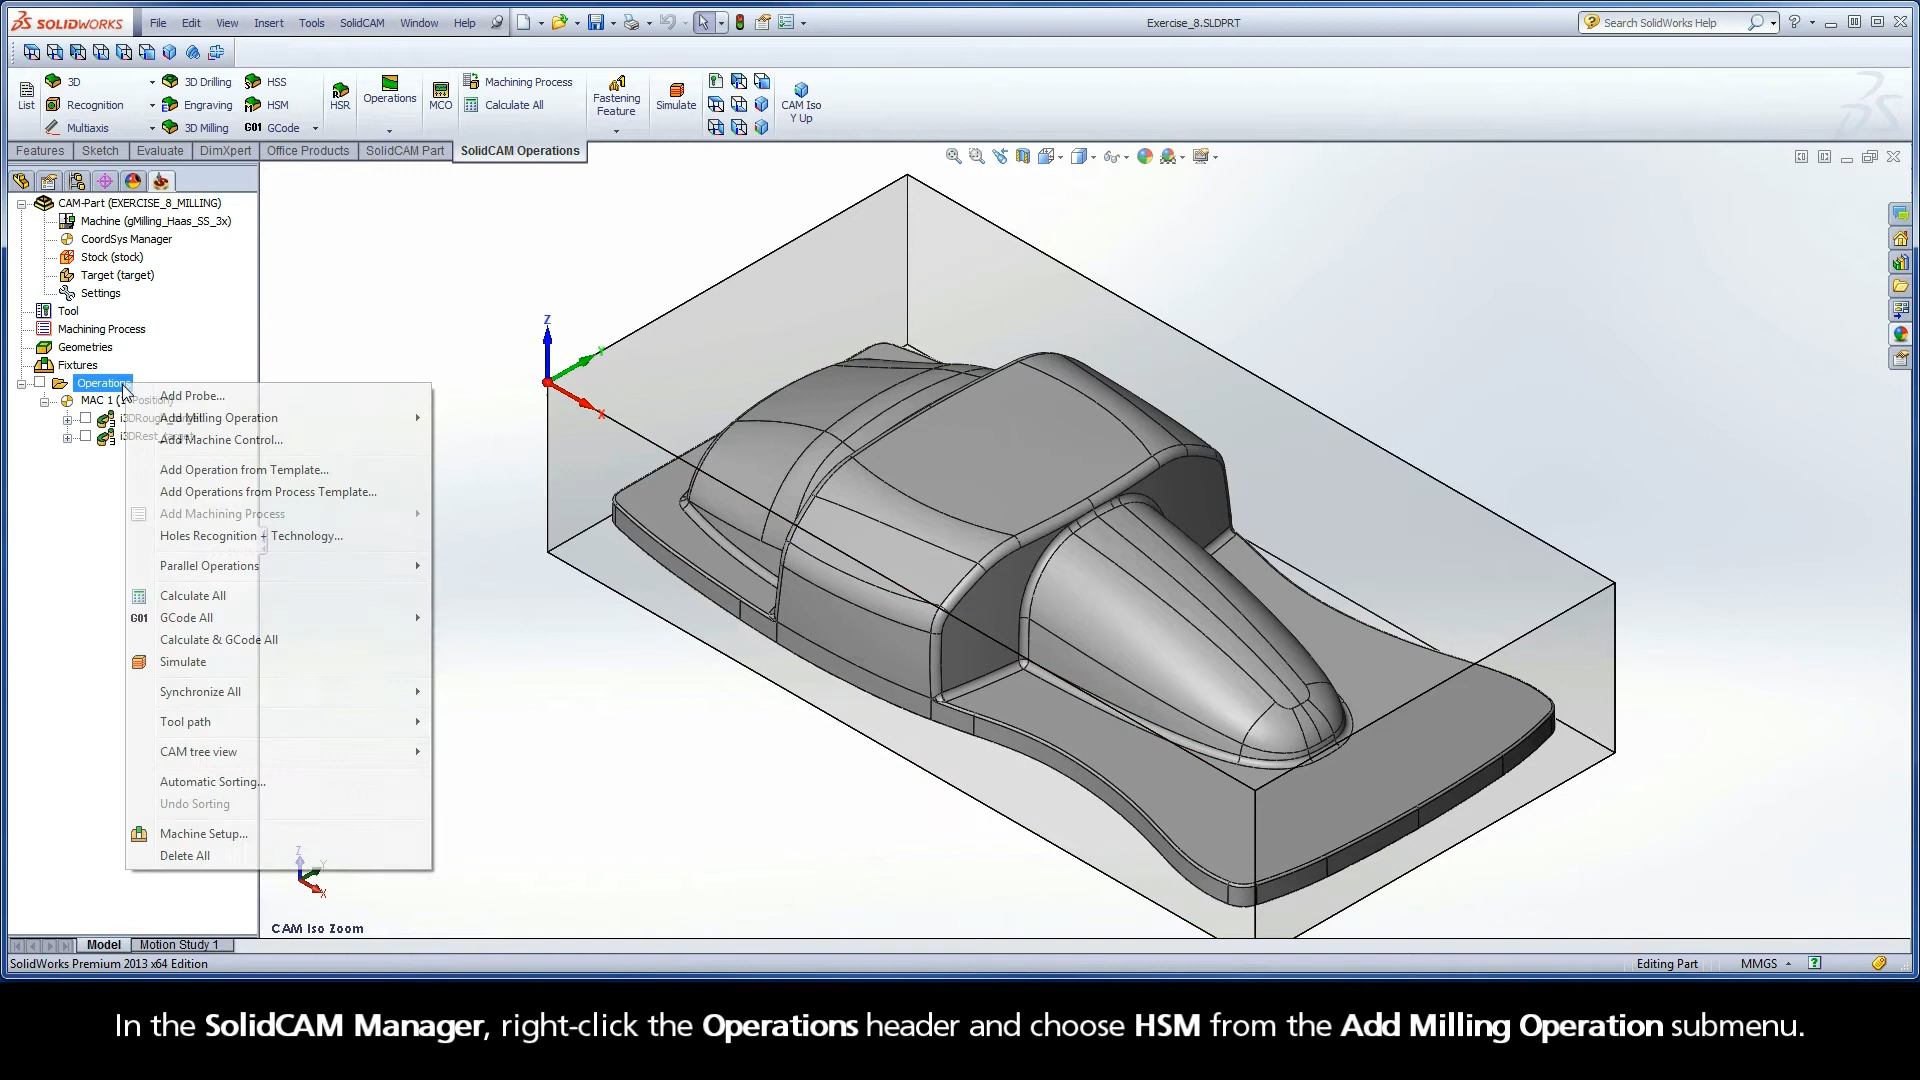 SOLIDWORKS File Edit View Insert Tools SolidCAM Window Help Exercise_8.SLDPRT Search SolidWorks Help
List 3D Recognition Multiaxis 3D Drilling Engraving 3D Milling HSS HSM G01 GCode HSR Operations MCO Machining Process Calculate All Fastening Feature Simulate CAM Iso Y Up
Features Sketch Evaluate DimXpert Office Products SolidCAM Part SolidCAM Operations
CAM-Part (EXERCISE_8_MILLING)
Machine (gMilling_Haas_SS_3x)
CoordSys Manager
Stock (stock)
Target (target)
Settings
Tool
Machining Process
Geometries
Fixtures
Operations
MAC 1 (1- Position)
Add Probe...
Add Milling Operation
Add Machine Control...
Add Operation from Template...
Add Operations from Process Template...
Add Machining Process
Holes Recognition + Technology...
Parallel Operations
Calculate All
G01 GCode All
Calculate & GCode All
Simulate
Synchronize All
Tool path
CAM tree view
Automatic Sorting...
Undo Sorting
Machine Setup...
Delete All
Z
Y
X
Z
Y
X
CAM Iso Zoom
Model Motion Study 1
SolidWorks Premium 2013 x64 Edition Editing Part MMGS
In the SolidCAM Manager, right-click the Operations header and choose HSM from the Add Milling Operation submenu.